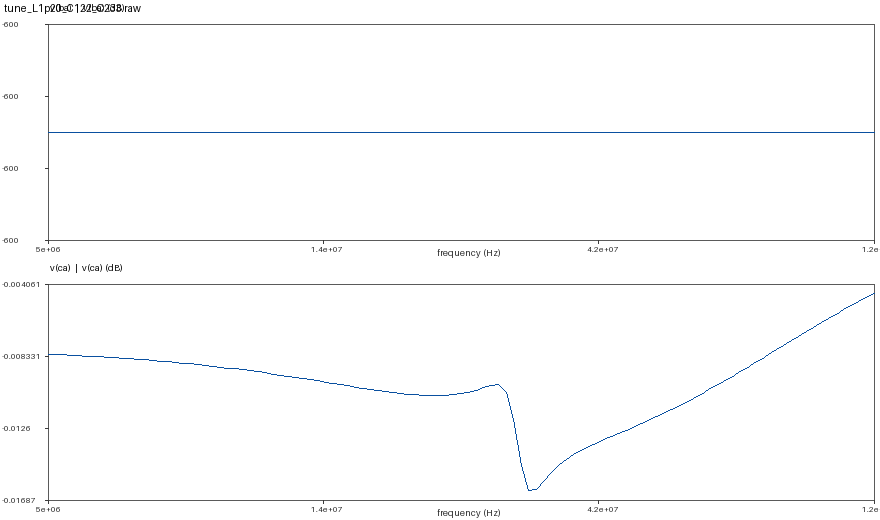 -600
-600
-600
-600
5e+06
1.4e+07
4.2e+07
1.2e
frequency (Hz)
v(ca) | v(ca) (dB)
-0.004061
-0.008331
-0.0126
-0.01687
5e+06
1.4e+07
4.2e+07
1.2e
frequency (Hz)